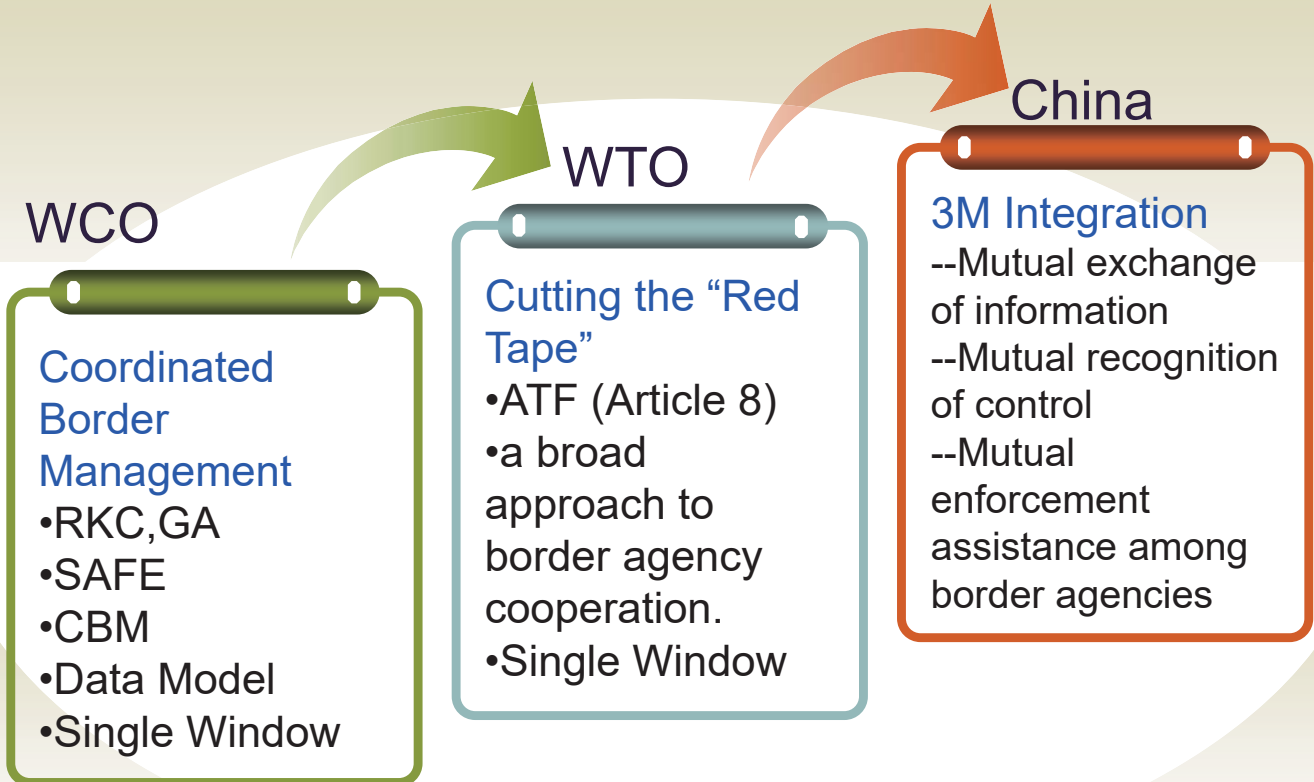 WCO
Coordinated
Border
Management
•RKC,GA
•SAFE
•CBM
•Data Model
•Single Window
WTO
Cutting the “Red
Tape”
•ATF (Article 8)
•a broad
approach to
border agency
cooperation.
•Single Window
China
3M Integration
--Mutual exchange
of information
--Mutual recognition
of control
--Mutual
enforcement
assistance among
border agencies